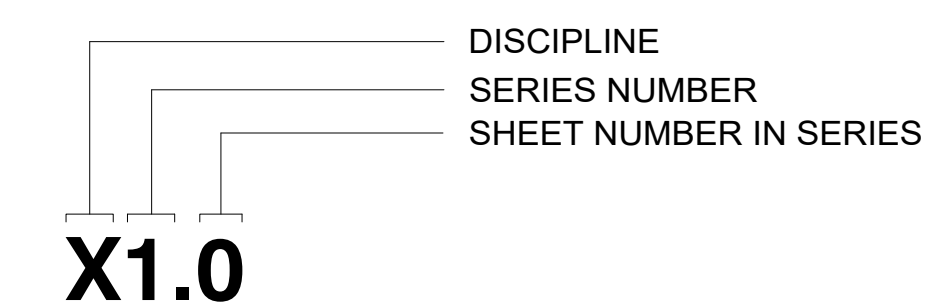 DISCIPLINE
SERIES NUMBER
SHEET NUMBER IN SERIES
X1.0